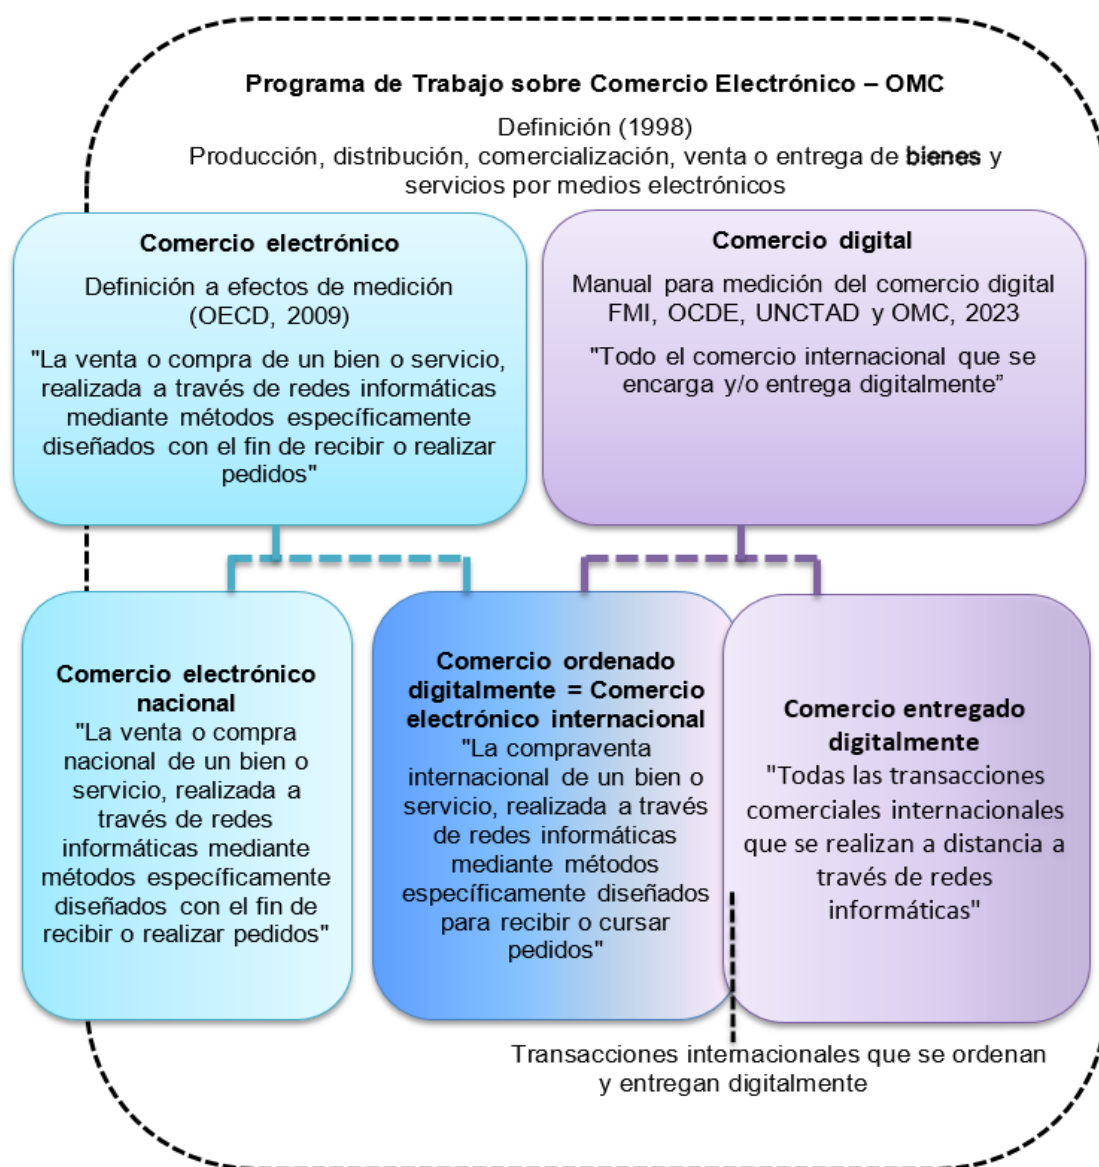 Programa de Trabajo sobre Comercio Electrónico – OMC
Definición (1998)
Producción, distribución, comercialización, venta o entrega de bienes y
servicios por medios electrónicos
Comercio electrónico
Definición a efectos de medición
(OECD, 2009)
"La venta o compra de un bien o servicio,
realizada a través de redes informáticas
mediante métodos específicamente
diseñados con el fin de recibir o realizar
pedidos"
Comercio digital
Manual para medición del comercio digital
FMI, OCDE, UNCTAD y OMC, 2023
"Todo el comercio internacional que se
encarga y/o entrega digitalmente”
Comercio electrónico
nacional
"La venta o compra
nacional de un bien o
servicio, realizada a
través de redes
informáticas mediante
métodos específicamente
diseñados con el fin de
recibir o realizar pedidos"
Comercio ordenado
digitalmente = Comercio
electrónico internacional
"La compraventa
internacional de un bien o
servicio, realizada a través
de redes informáticas
mediante métodos
específicamente diseñados
para recibir o cursar
pedidos"
Comercio entregado
digitalmente
"Todas las transacciones
comerciales internacionales
que se realizan a distancia a
través de redes
informáticas"
Transacciones internacionales que se ordenan
y entregan digitalmente